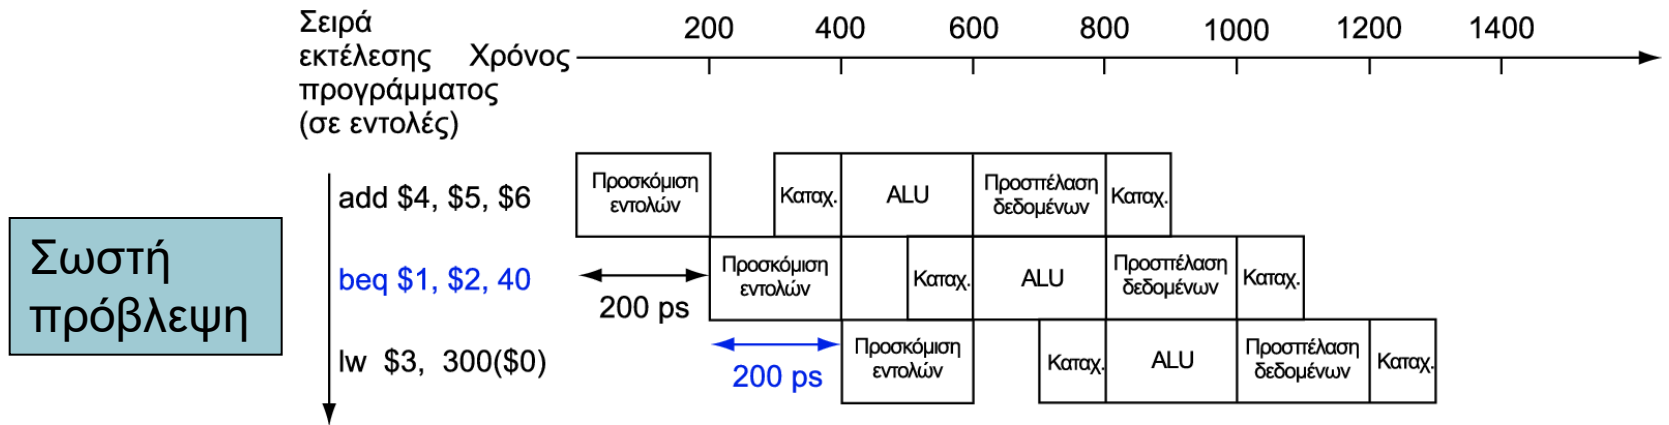 Σειρά
εκτέλεσης Χρόνος
προγράμματος
(σε εντολές)
200 400 600 800 1000 1200 1400
Σωστή
πρόβλεψη
add $4, $5, $6
Προσκόμιση
εντολών
Καταχ.
ALU
Προσπέλαση
δεδομένων
Καταχ.
beq $1, $2, 40
200 ps
Προσκόμιση
εντολών
Καταχ.
ALU
Προσπέλαση
δεδομένων
Καταχ.
lw $3, 300($0)
200 ps
Προσκόμιση
εντολών
Καταχ.
ALU
Προσπέλαση
δεδομένων
Καταχ.